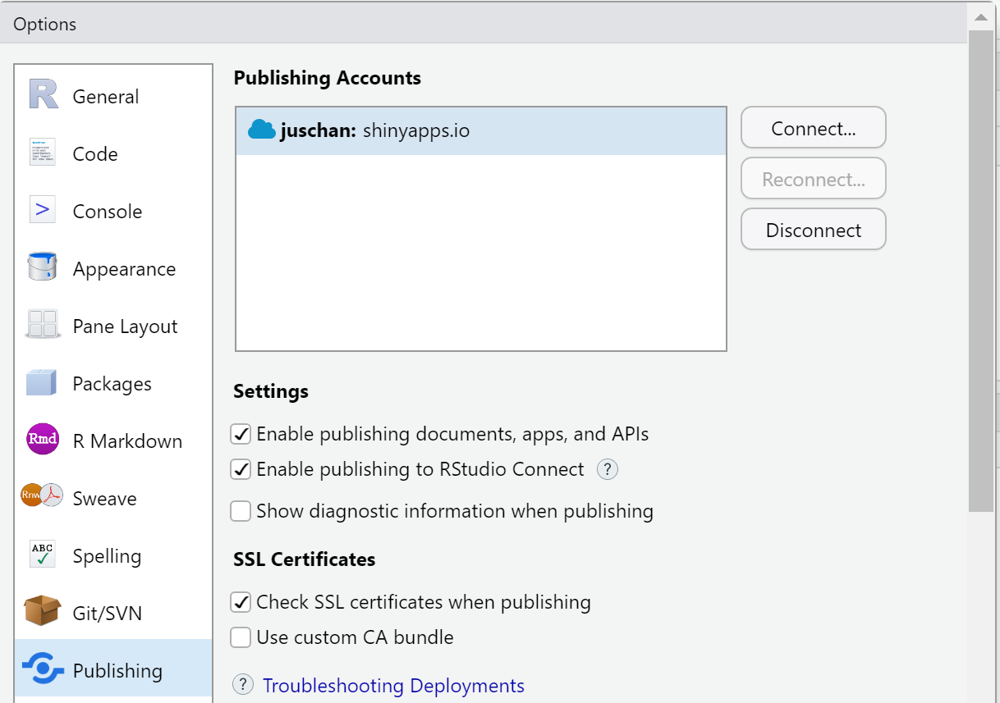 Options
General
Code
Console
Appearance
Pane Layout
Packages
Rmd
R Markdown
Rnw
Sweave
ABC
Spelling
Git/SVN
Publishing
Publishing Accounts
juschan: shinyapps.io
Connect...
Reconnect...
Disconnect
Settings
Enable publishing documents, apps, and APIs
Enable publishing to RStudio Connect ?
Show diagnostic information when publishing
SSL Certificates
Check SSL certificates when publishing
Use custom CA bundle
? Troubleshooting Deployments